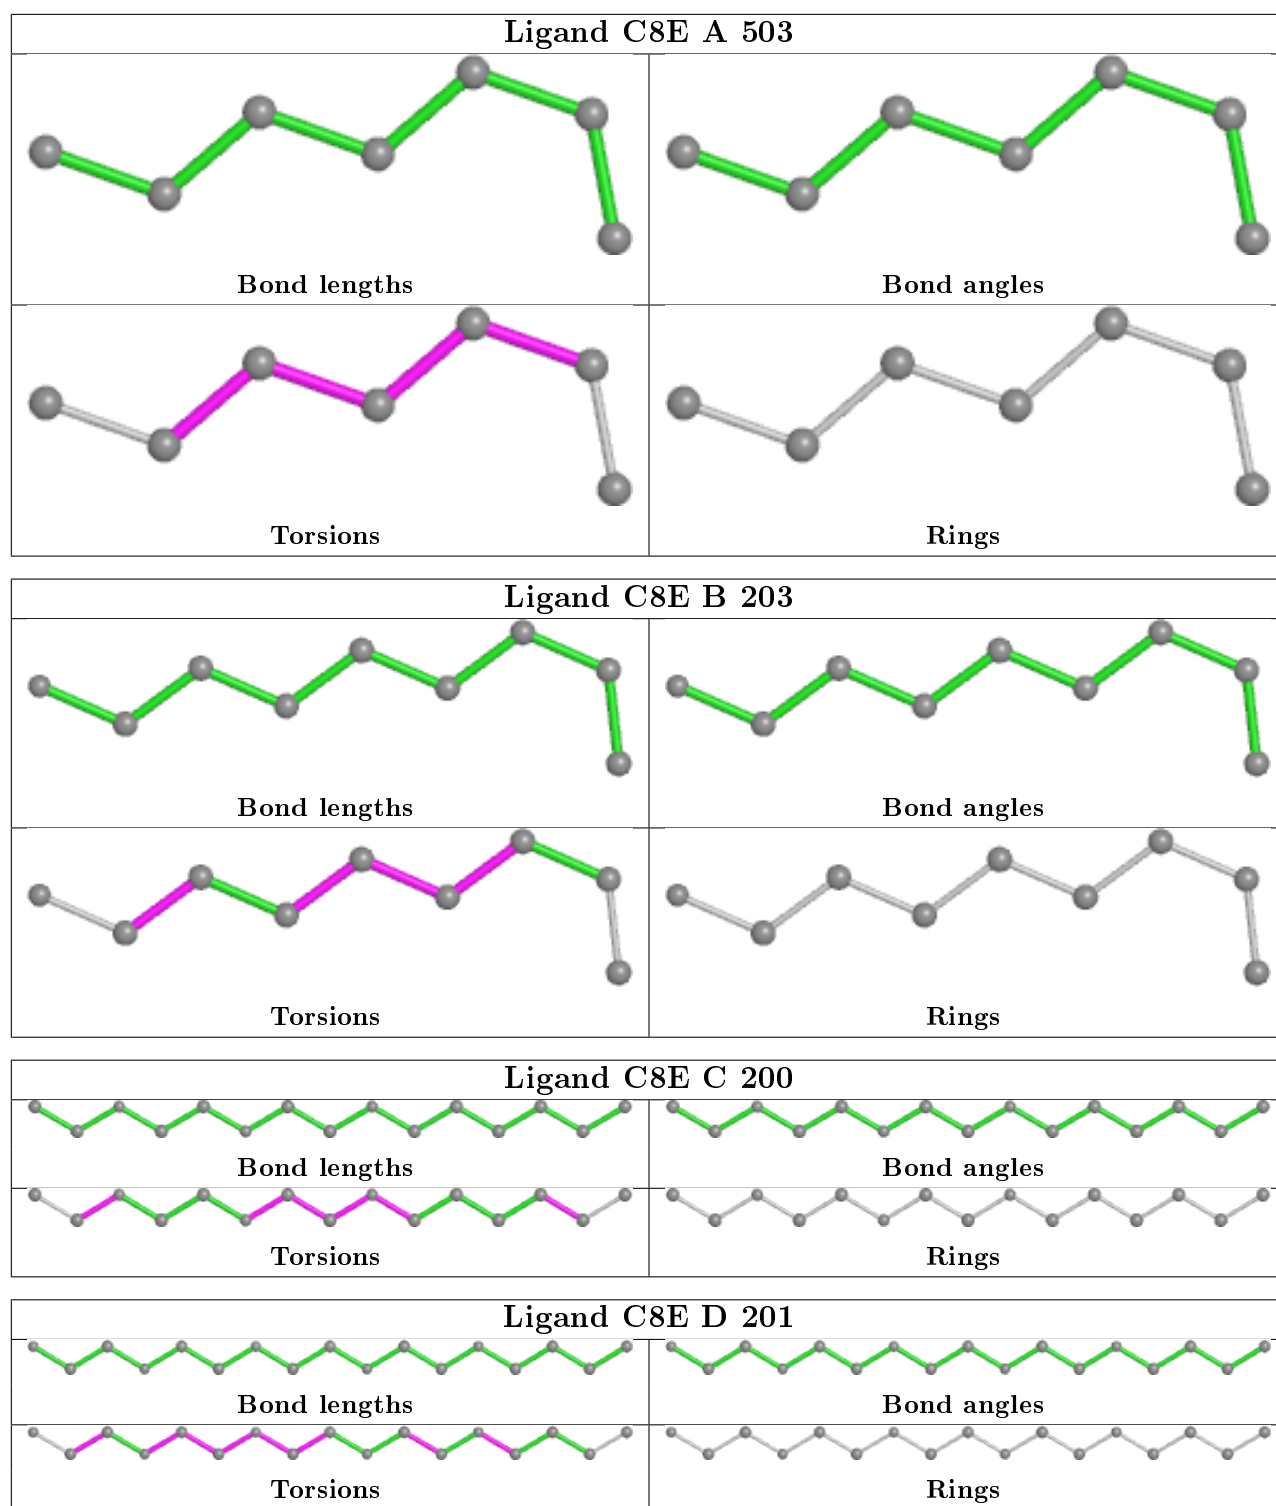 Ligand C8E A 503
Bond lengths
Bond angles
Torsions
Rings
Ligand C8E B 203
Bond lengths
Bond angles
Torsions
Rings
Ligand C8E C 200
Bond lengths
Bond angles
Torsions
Rings
Ligand C8E D 201
Bond lengths
Bond angles
Torsions
Rings